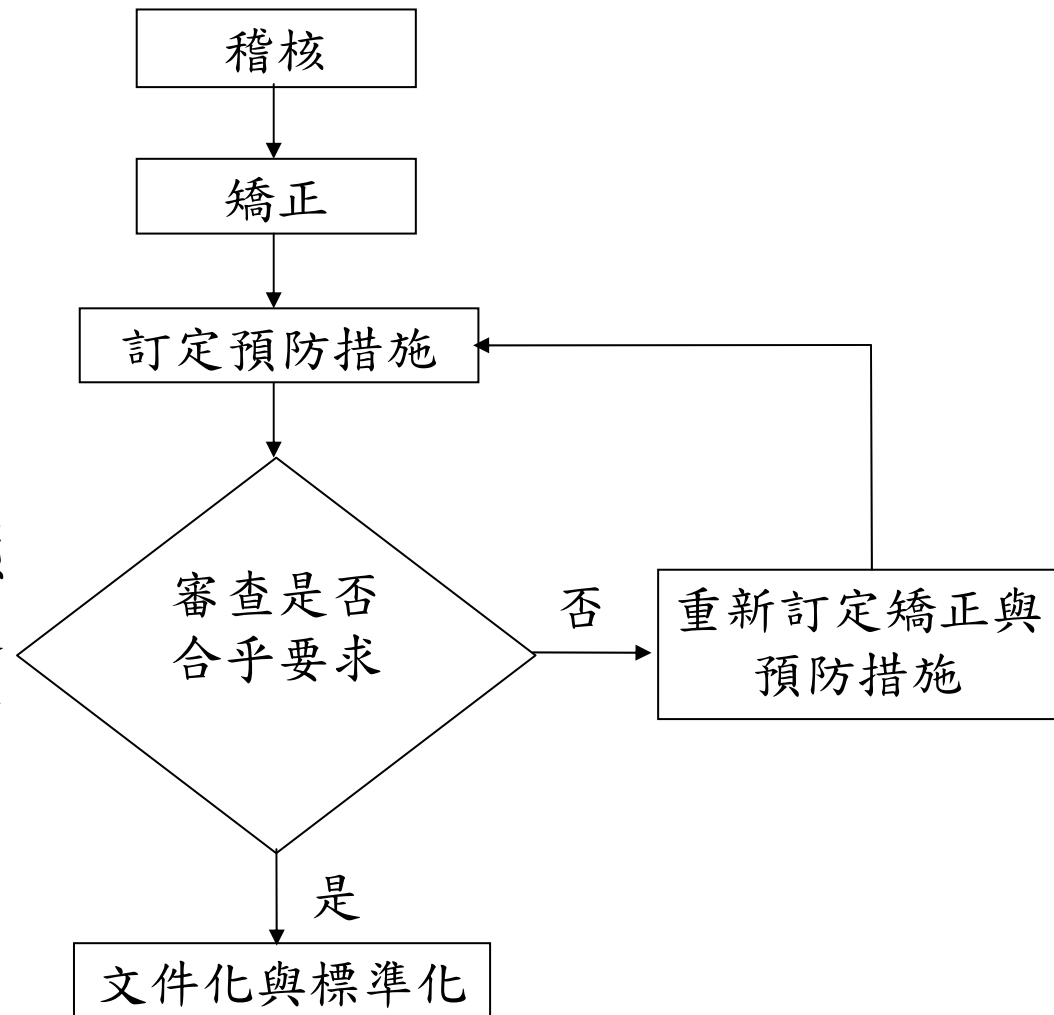 稽核
矯正
訂定預防措施
審查是否
合乎要求
否
重新訂定矯正與
預防措施
是
文件化與標準化